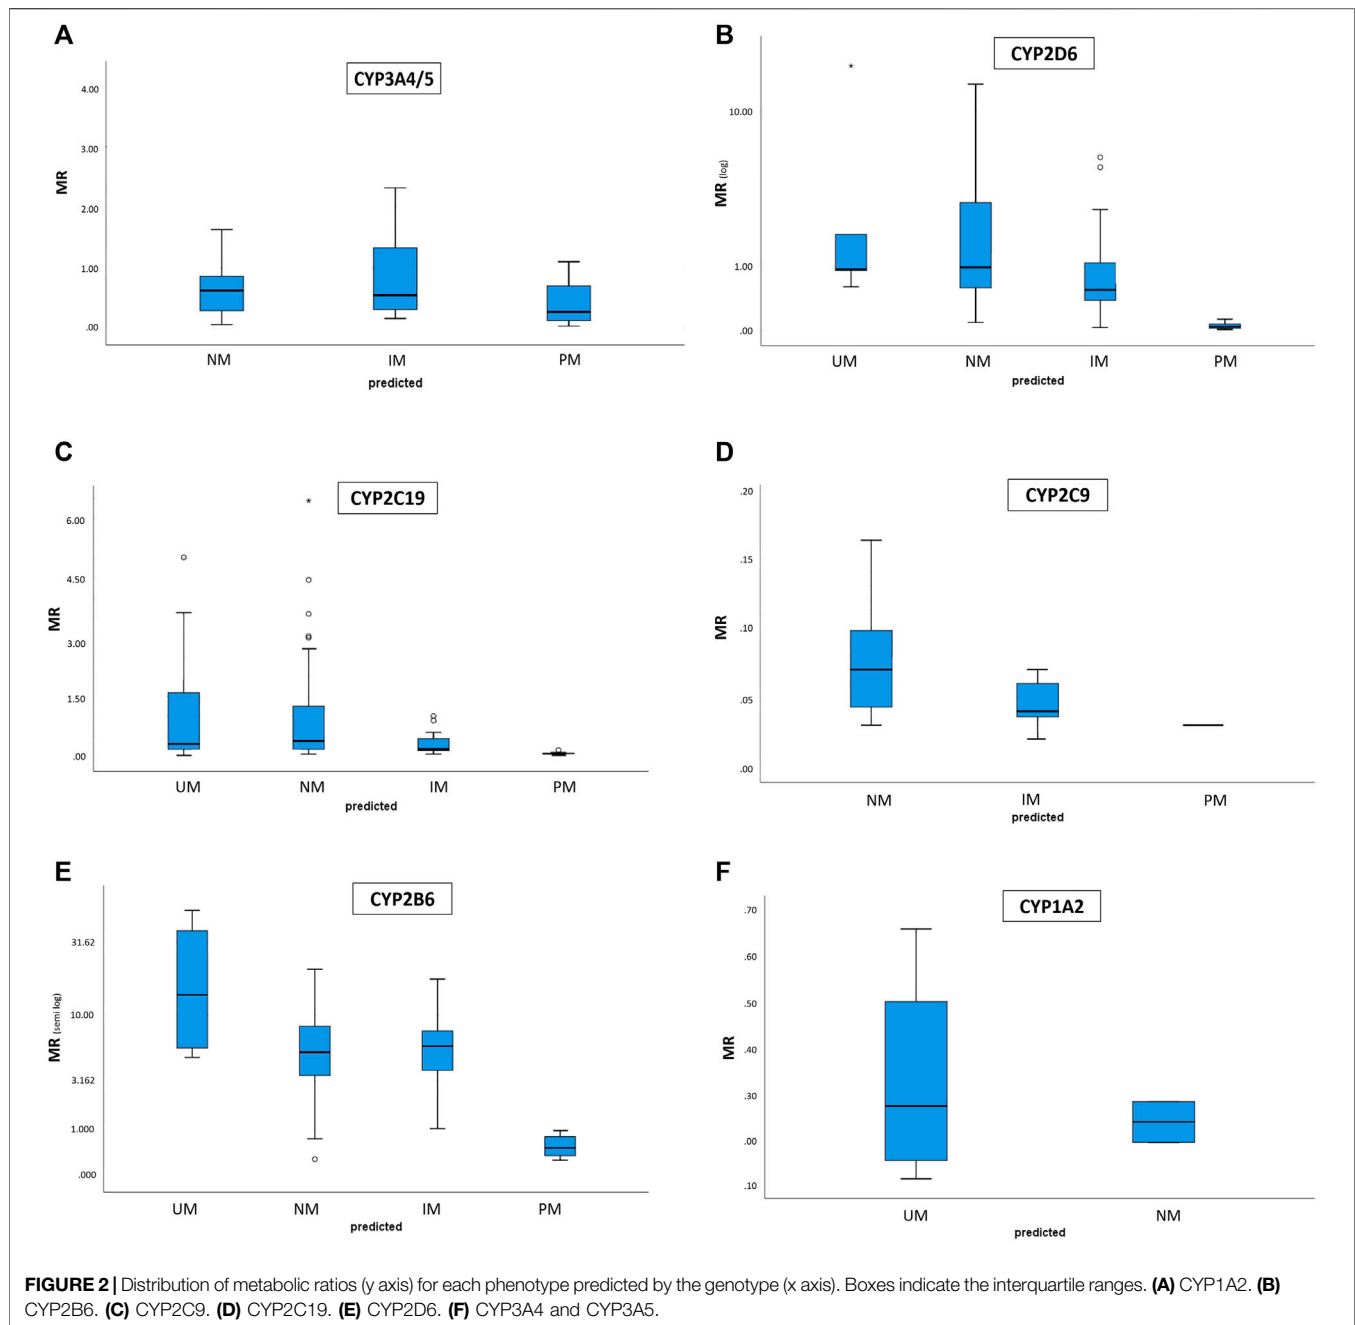 A
CYP3A4/5
4.00
3.00
2.00
1.00
.00
MR
NM IM PM
predicted
B
CYP2D6
10.00
1.00
.00
MR (log)
UM NM IM PM
predicted
C
CYP2C19
6.00
4.50
3.00
1.50
.00
MR
UM NM IM PM
predicted
D
CYP2C9
.20
.15
.10
.05
.00
MR
NM IM PM
predicted
E
CYP2B6
31.62
10.00
3.162
1.000
.000
MR (semi log)
UM NM IM PM
predicted
F
CYP1A2
.70
.60
.50
.40
.30
.00
.10
MR
UM NM
predicted
FIGURE 2 | Distribution of metabolic ratios (y axis) for each phenotype predicted by the genotype (x axis). Boxes indicate the interquartile ranges. (A) CYP1A2. (B)
CYP2B6. (C) CYP2C9. (D) CYP2C19. (E) CYP2D6. (F) CYP3A4 and CYP3A5.